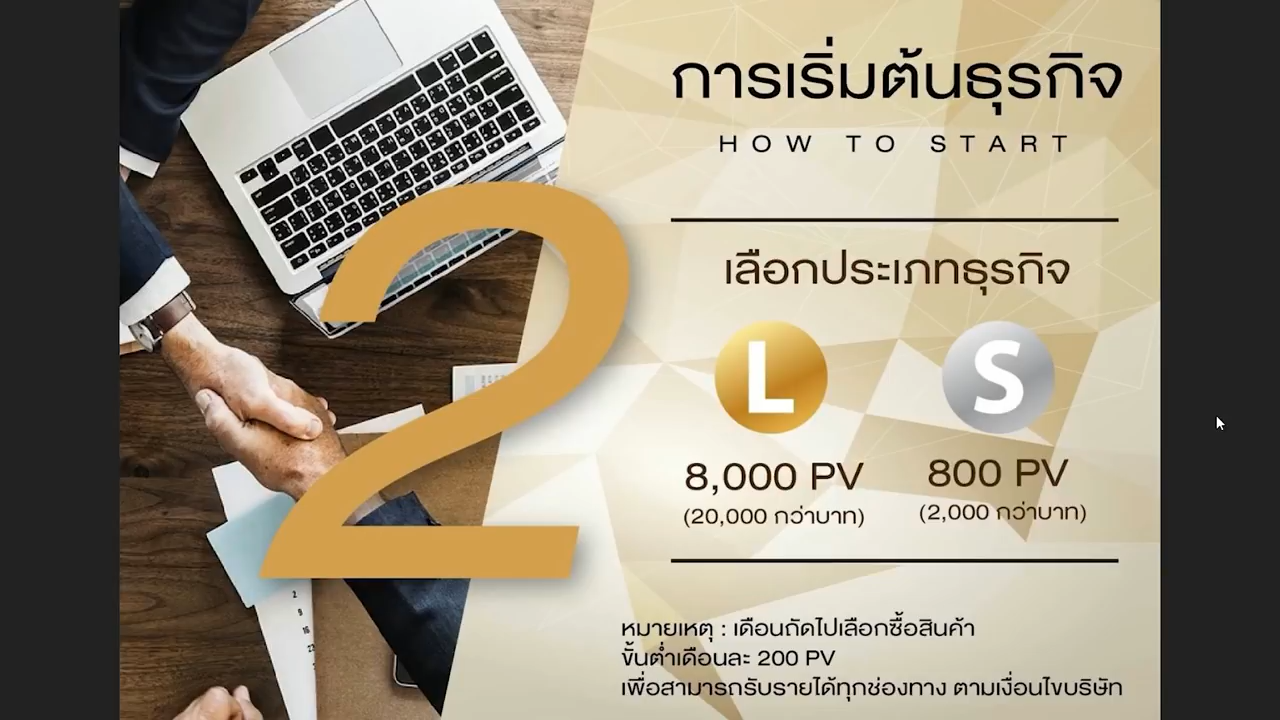 การเริ่มต้นธุรกิจ
HOW TO START
2
เลือกประเภทธุรกิจ
L S
8,000 PV 800 PV
(20,000 กว่าบาท) (2,000 กว่าบาท)
หมายเหตุ : เดือนถัดไปเลือกซื้อสินค้า
ขั้นต่ำเดือนละ 200 PV
เพื่อสามารถรับรายได้ทุกช่องทาง ตามเงื่อนไขบริษัท
2
9
16